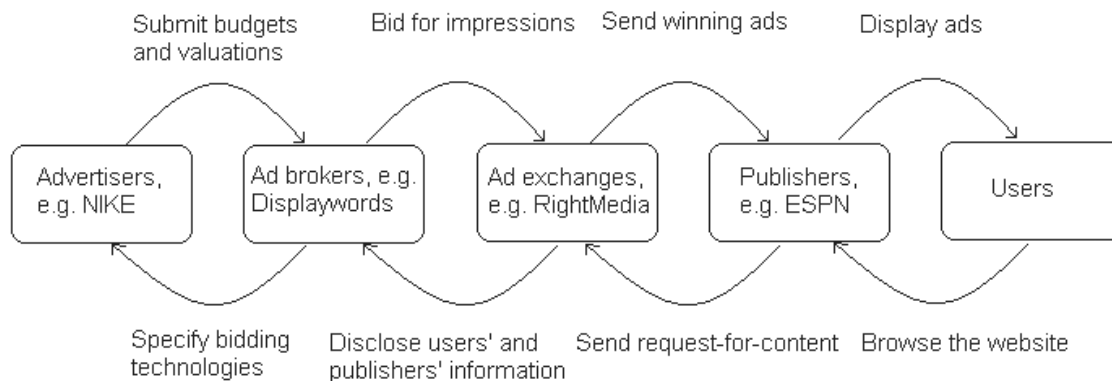 Submit budgets
and valuations
Bid for impressions
Send winning ads
Display ads
Advertisers,
e.g. NIKE
Ad brokers, e.g.
Displaywords
Ad exchanges,
e.g. RightMedia
Publishers,
e.g. ESPN
Users
Specify bidding
technologies
Disclose users' and
publishers' information
Send request-for-content
Browse the website